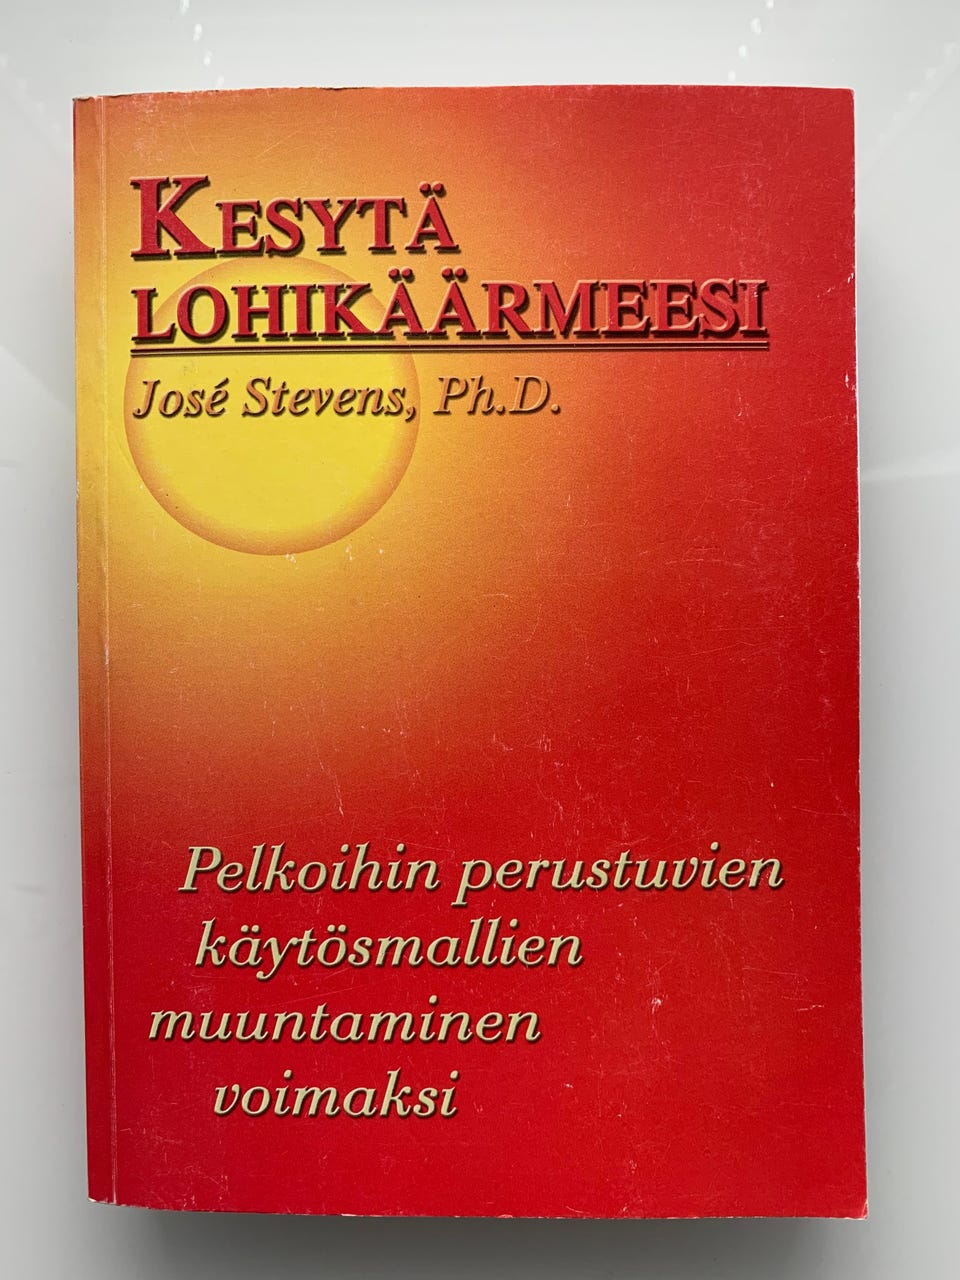 KESYTÄ
LOHIKÄÄRMEESI
José Stevens, Ph.D.
Pelkoihin perustuvien
käytösmallien
muuntaminen
voimaksi